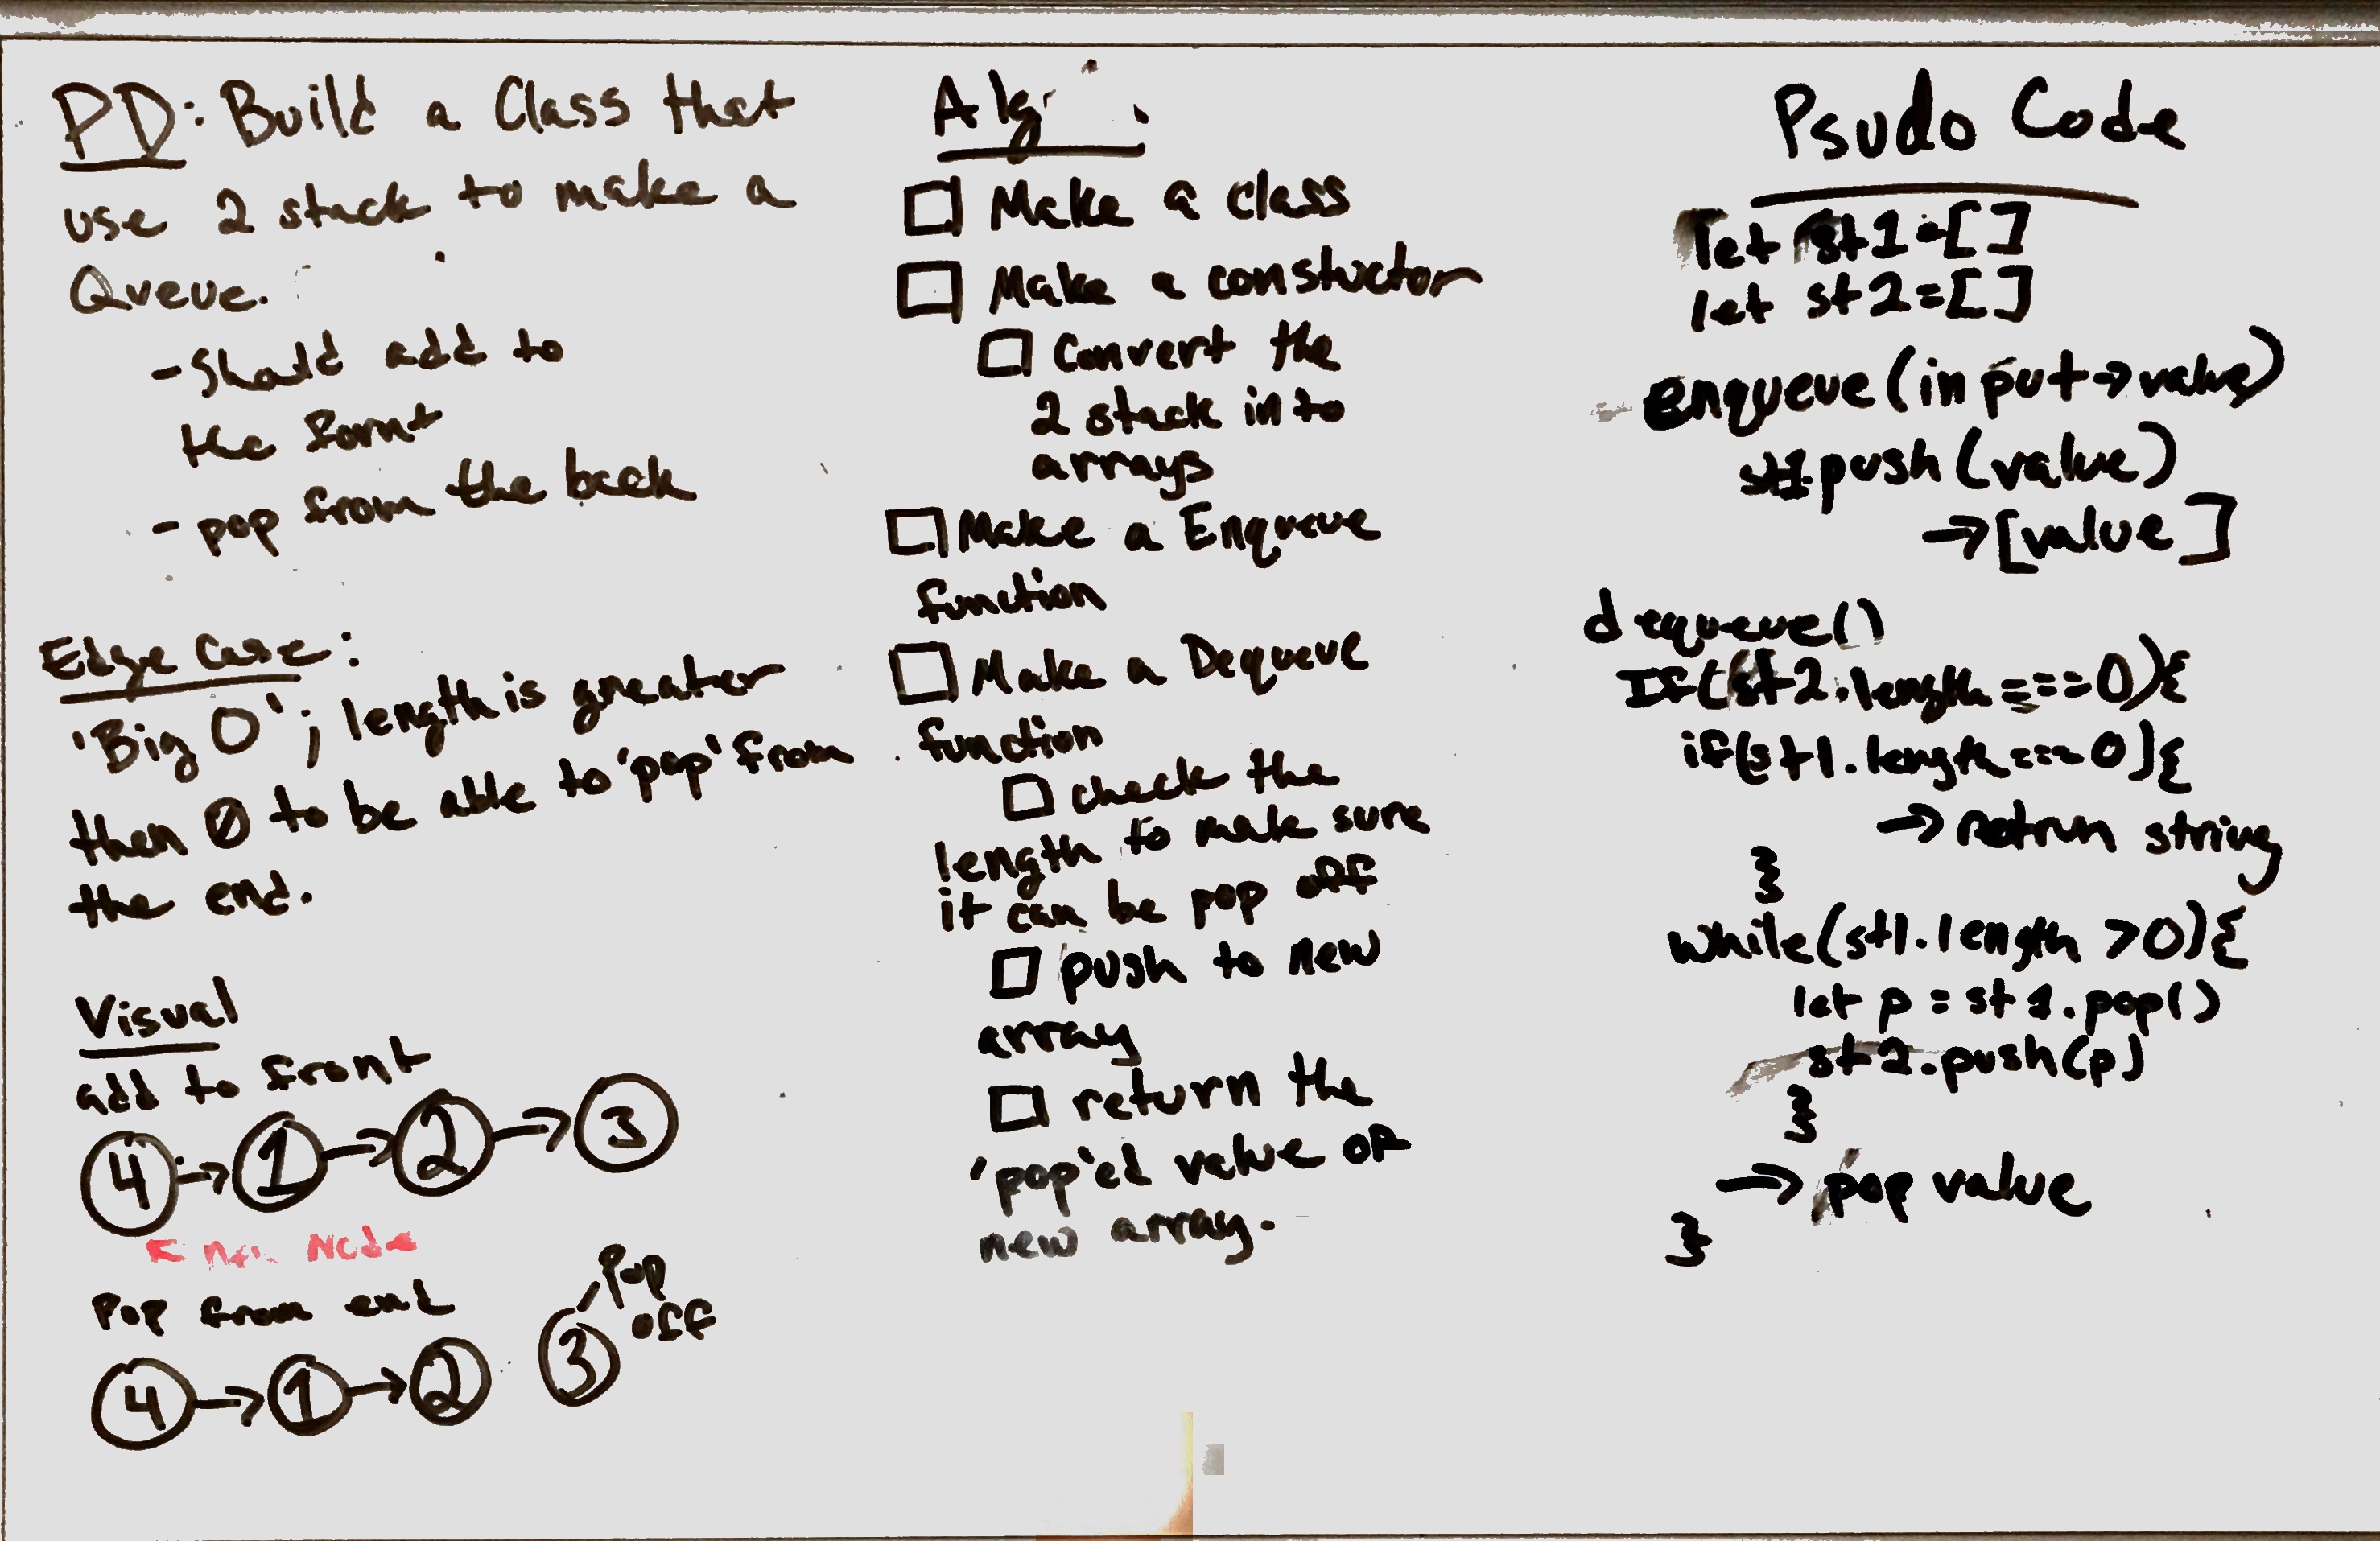 PD: Build a Class that
use 2 stack to make a
Queue.
- Should add to
the fornt
- pop from the back
Edge Case:
'Big O'; length is greater
then 0 to be able to 'pop' from
the end.
Visual
add to front
4 → 1 → 2 → 3
Node
Pop from end
pop
off
4 → 1 → 2 3
Alg:
Make a class
Make a constuctor
Convert the
2 stack into
arrays
Make a Enqueue
function
Make a Dequeue
function
check the
length to make sure
it can be pop off
push to new
array
return the
'pop'ed value OR
new array.
Psudo Code
let st1=[]
let st2=[]
enqueue(input→value)
st1.push(value)
→[value]
dequeue()
If(st2.length===0){
if(st1.length===0){
→ retrun string
}
while(st1.length >0){
let p = st1.pop()
st2.push(p)
}
→ pop value
}